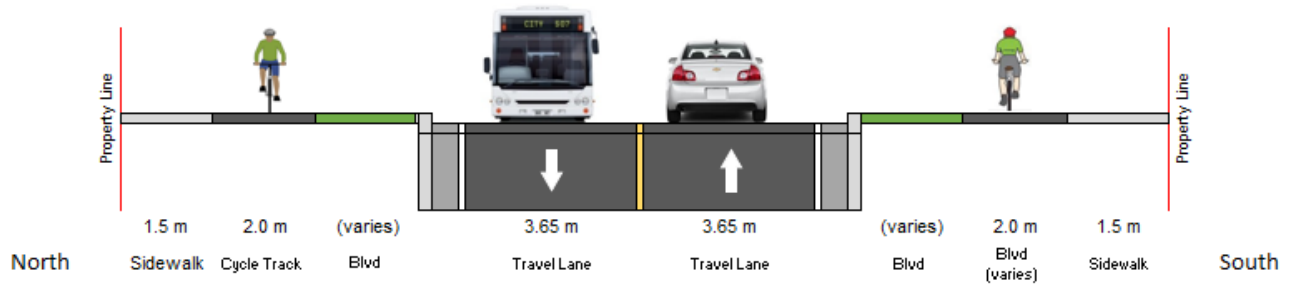 CITY 507
Property Line
Property Line
1.5 m 2.0 m (varies) 3.65 m 3.65 m (varies) 2.0 m 1.5 m
North Sidewalk Cycle Track Blvd Travel Lane Travel Lane Blvd Blvd (varies) Sidewalk South